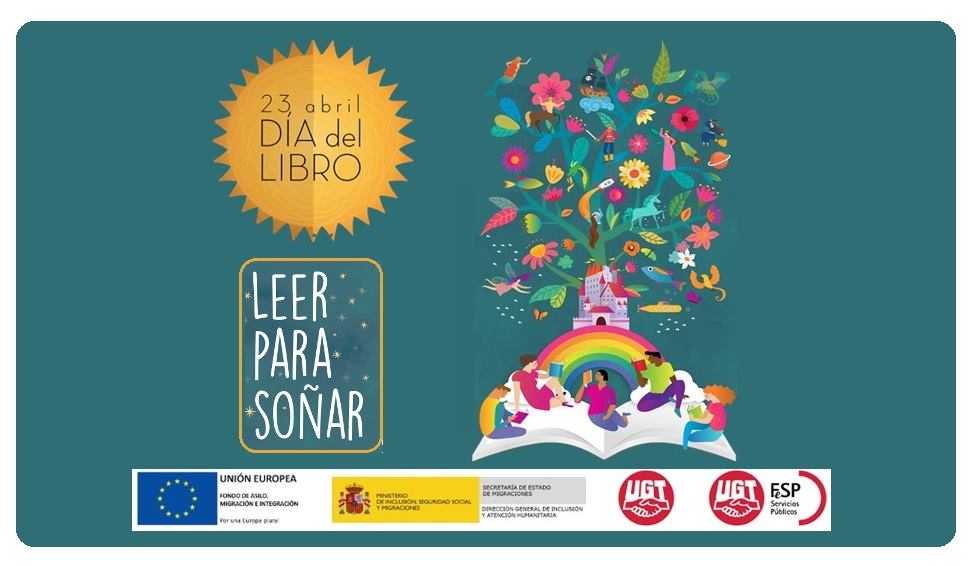 23 abril
DÍA del
LIBRO
LEER
PARA
SOÑAR
UNIÓN EUROPEA
FONDO DE ASILO,
MIGRACIÓN E INTEGRACIÓN
Por una Europa plural
MINISTERIO
DE INCLUSIÓN, SEGURIDAD SOCIAL
Y MIGRACIONES
SECRETARÍA DE ESTADO
DE MIGRACIONES
DIRECCIÓN GENERAL DE INCLUSIÓN
Y ATENCIÓN HUMANITARIA
UGT
UGT
FeSP
Servicios
Públicos